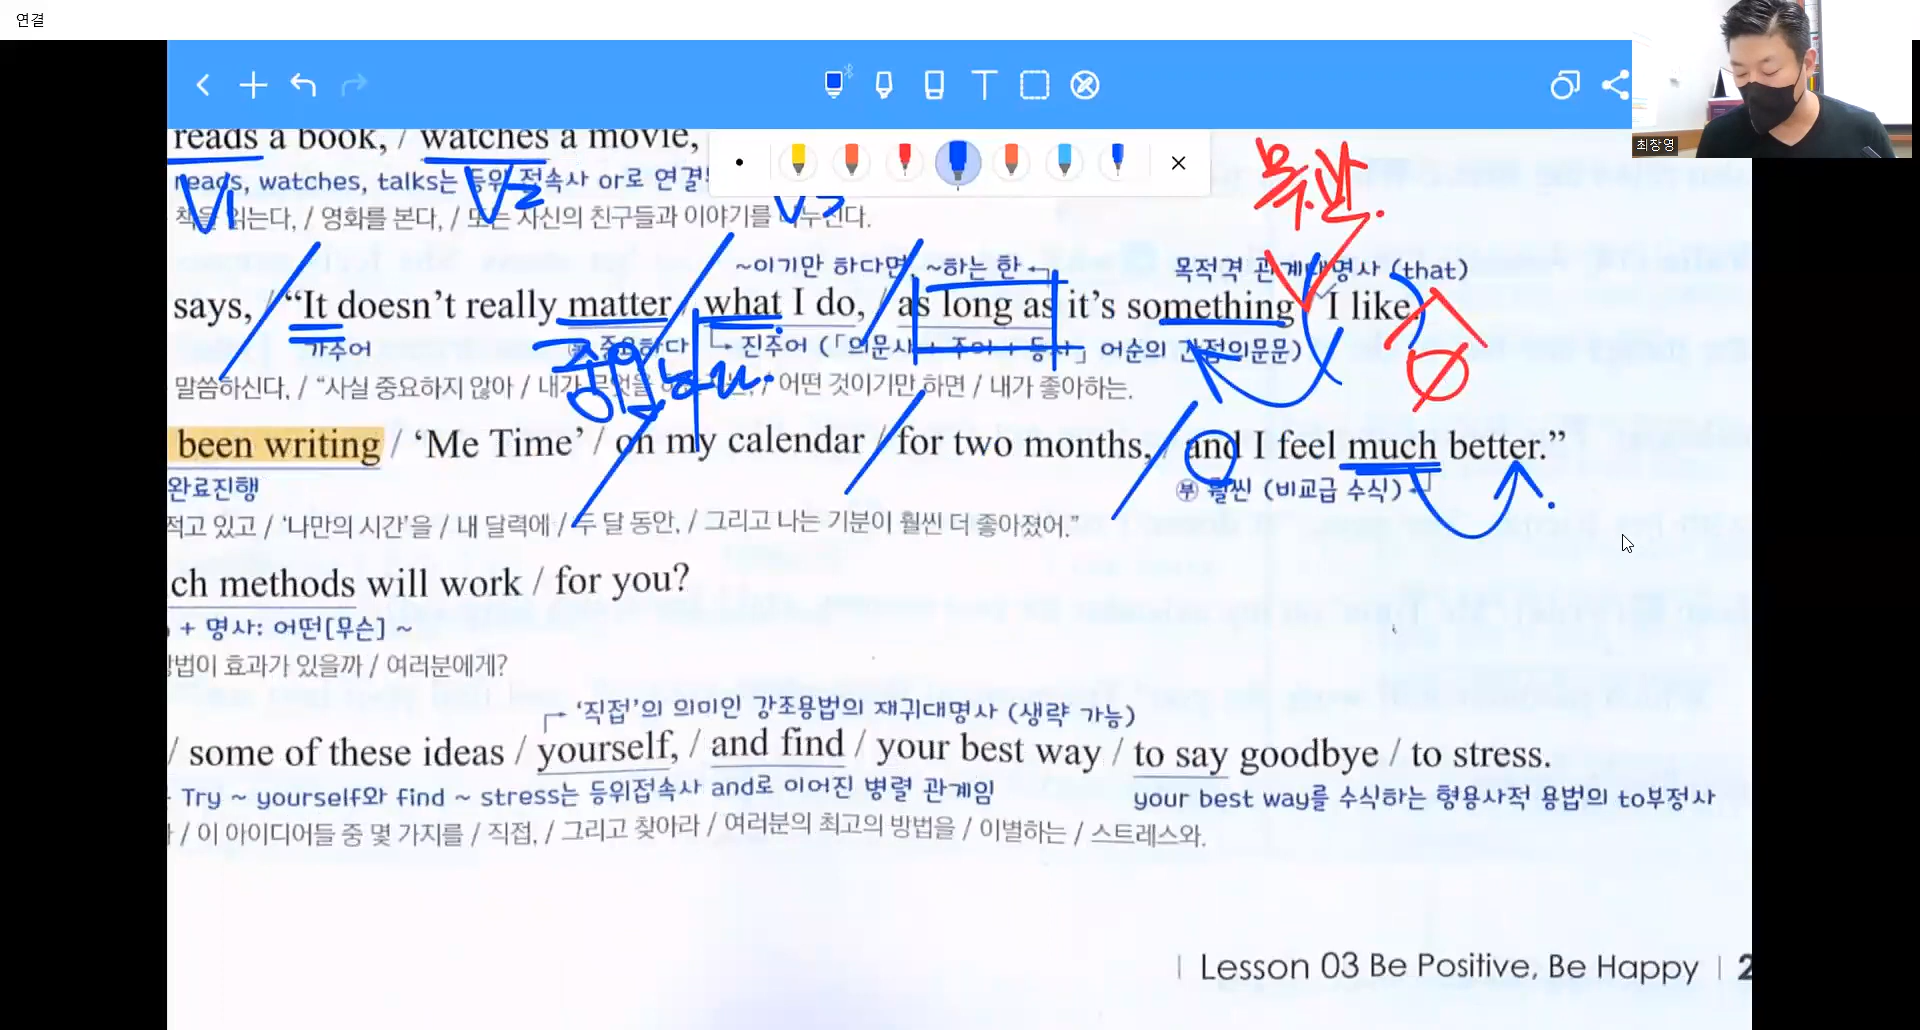 연결
최창영
reads a book, / watches a movie,
reads, watches, talks는 등위 접속사 or로 연결
V1 V2 V3
책을 읽는다, / 영화를 본다, / 또는 자신의 친구들과 이야기를 나눈다.
목.관.
~이기만 하다면, ~하는 한
목적격 관계대명사 (that)
says, / “It doesn’t really matter / what I do, / as long as it’s something I like.
가주어
중요하다
진주어 (「의문사 + 주어 + 동사」 어순의 간접의문문)
말씀하신다, / “사실 중요하지 않아 / 내가 무엇을 / 어떤 것이기만 하면 / 내가 좋아하는.
been writing / ‘Me Time’ / on my calendar / for two months, / and I feel much better.”
완료진행
부 훨씬 (비교급 수식)
적고 있고 / ‘나만의 시간’을 / 내 달력에 / 두 달 동안, / 그리고 나는 기분이 훨씬 더 좋아졌어.”
ch methods will work / for you?
+ 명사: 어떤[무슨] ~
방법이 효과가 있을까 / 여러분에게?
‘직접’의 의미인 강조용법의 재귀대명사 (생략 가능)
/ some of these ideas / yourself, / and find / your best way / to say goodbye / to stress.
Try ~ yourself와 find ~ stress는 등위접속사 and로 이어진 병렬 관계임
your best way를 수식하는 형용사적 용법의 to부정사
/ 이 아이디어들 중 몇 가지를 / 직접, / 그리고 찾아라 / 여러분의 최고의 방법을 / 이별하는 / 스트레스와.
Lesson 03 Be Positive, Be Happy | 2